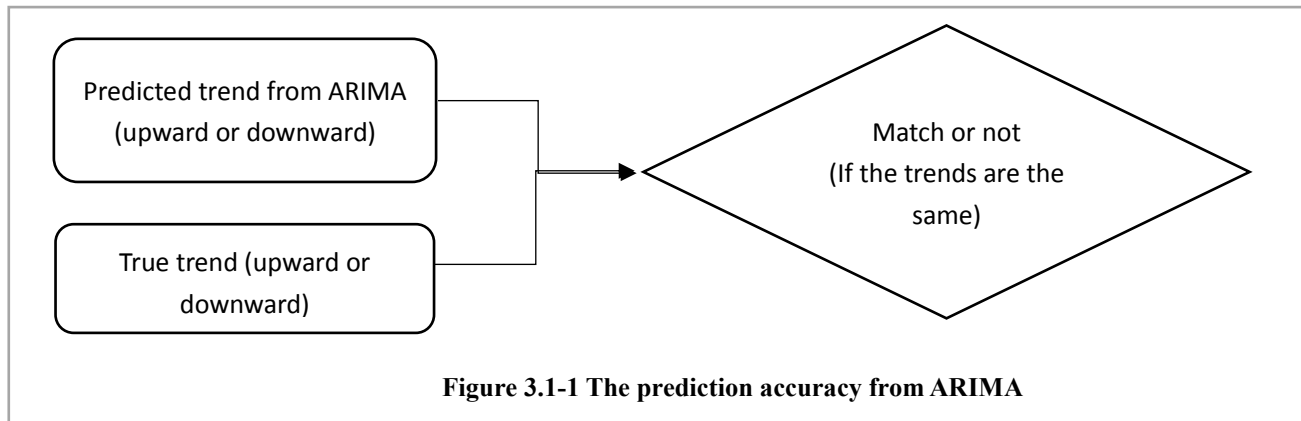 Predicted trend from ARIMA
(upward or downward)
True trend (upward or
downward)
Match or not
(If the trends are the
same)
Figure 3.1-1 The prediction accuracy from ARIMA